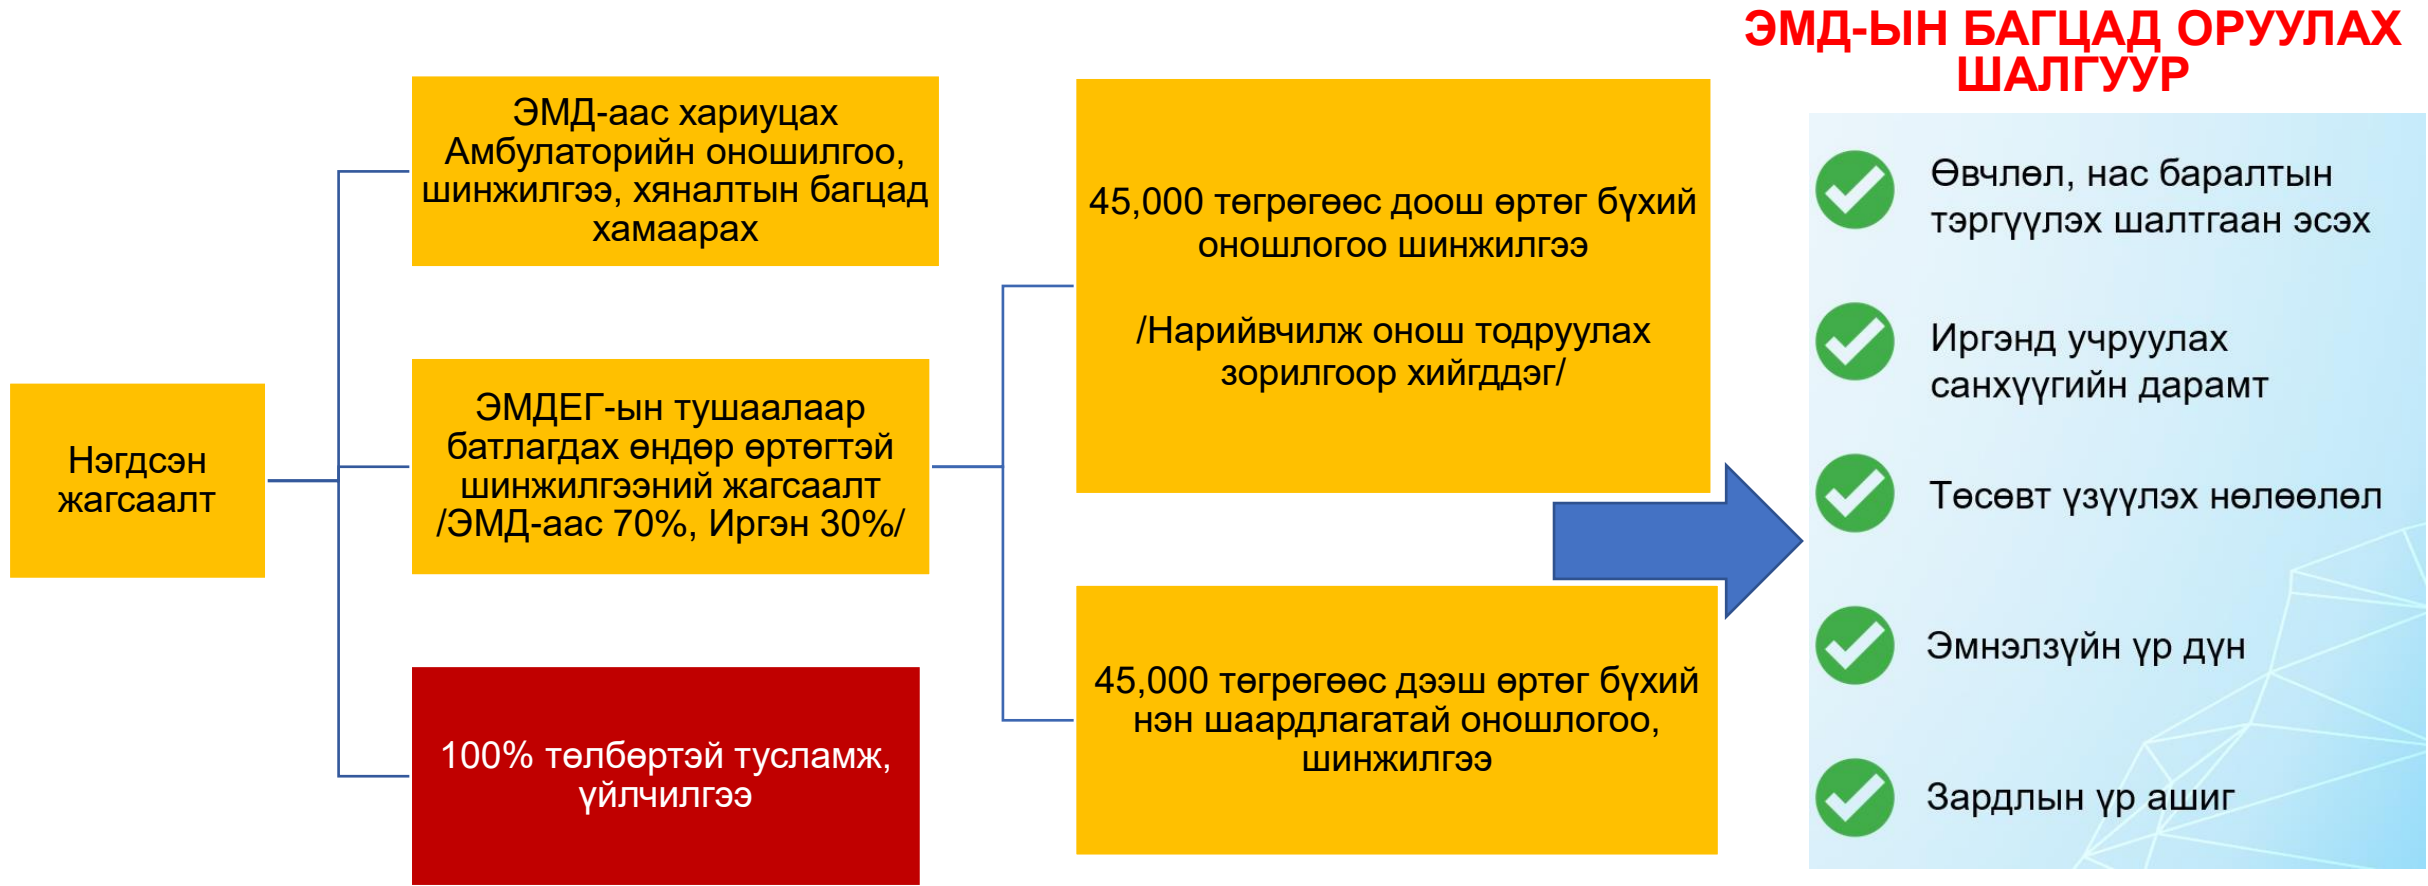 Нэгдсэн
жагсаалт
ЭМД-аас хариуцах
Амбулаторийн оношилгоо,
шинжилгээ, хяналтын багцад
хамаарах
ЭМДЕГ-ын тушаалаар
батлагдах өндөр өртөгтэй
шинжилгээний жагсаалт
/ЭМД-аас 70%, Иргэн 30%/
100% төлбөртэй тусламж,
үйлчилгээ
45,000 төгрөгөөс доош өртөг бүхий
оношлогоо шинжилгээ
/Нарийвчилж онош тодруулах
зорилгоор хийгддэг/
45,000 төгрөгөөс дээш өртөг бүхий
нэн шаардлагатай оношлогоо,
шинжилгээ
ЭМД-ЫН БАГЦАД ОРУУЛАХ
ШАЛГУУР
Өвчлөл, нас баралтын
тэргүүлэх шалтгаан эсэх
Иргэнд учруулах
санхүүгийн дарамт
Төсөвт үзүүлэх нөлөөлөл
Эмнэлзүйн үр дүн
Зардлын үр ашиг